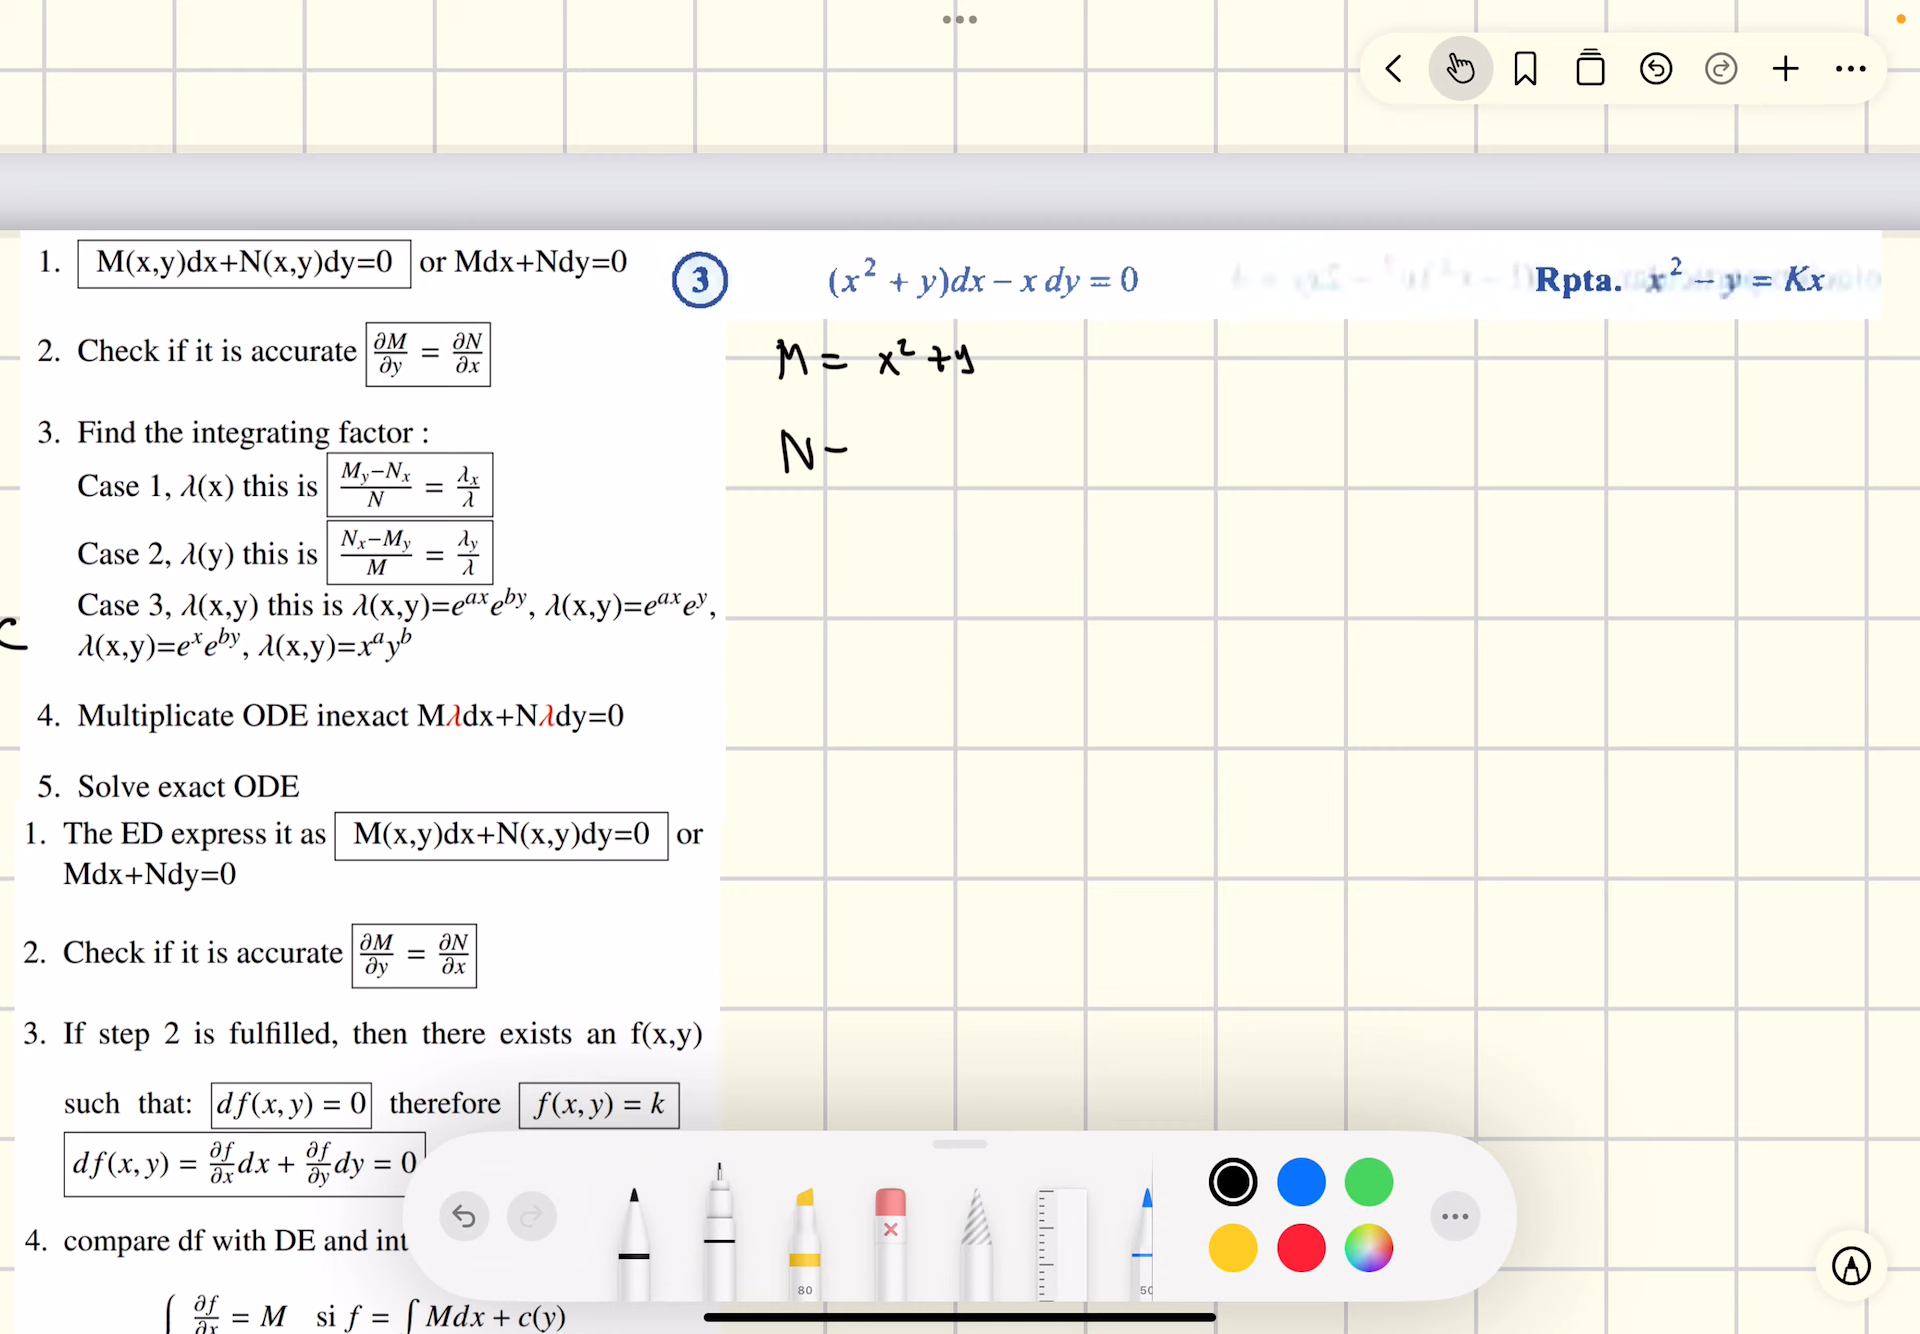 1. M(x,y)dx+N(x,y)dy=0 or Mdx+Ndy=0
3 (x² + y)dx − x dy = 0 Rpta. x² − y = Kx
2. Check if it is accurate ∂M/∂y = ∂N/∂x
M = x² + y
3. Find the integrating factor :
N −
Case 1, λ(x) this is (My−Nx)/N = λx/λ
Case 2, λ(y) this is (Nx−My)/M = λy/λ
Case 3, λ(x,y) this is λ(x,y)=e^ax e^by, λ(x,y)=e^ax e^y,
λ(x,y)=e^x e^by, λ(x,y)=x^a y^b
4. Multiplicate ODE inexact Mλdx+Nλdy=0
5. Solve exact ODE
1. The ED express it as M(x,y)dx+N(x,y)dy=0 or
Mdx+Ndy=0
2. Check if it is accurate ∂M/∂y = ∂N/∂x
3. If step 2 is fulfilled, then there exists an f(x,y)
such that: df(x, y) = 0 therefore f(x, y) = k
df(x, y) = ∂f/∂x dx + ∂f/∂y dy = 0
4. compare df with DE and int
∂f/∂x = M si f = ∫ Mdx + c(y)
80
50